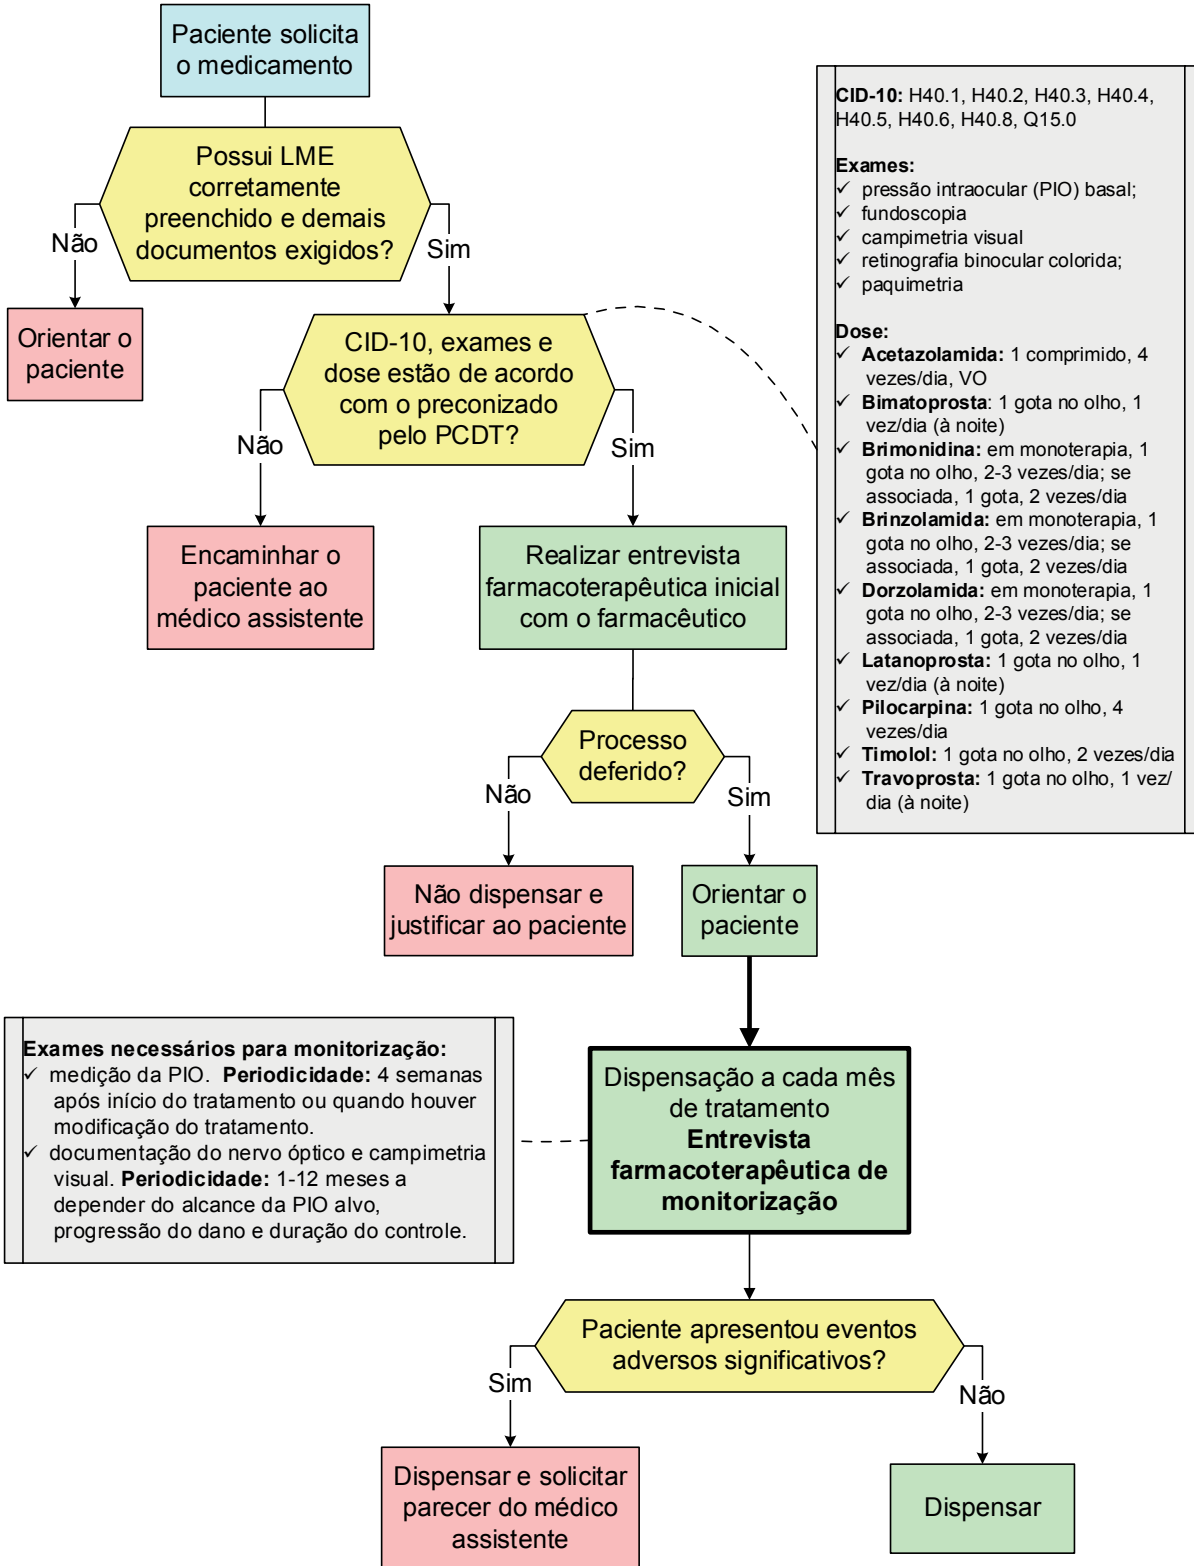 Paciente solicita
o medicamento
Possui LME
corretamente
preenchido e demais
documentos exigidos?
Não
Sim
Orientar o
paciente
CID-10, exames e
dose estão de acordo
com o preconizado
pelo PCDT?
Não
Sim
Encaminhar o
paciente ao
médico assistente
Realizar entrevista
farmacoterapêutica inicial
com o farmacêutico
Processo
deferido?
Não
Sim
Não dispensar e
justificar ao paciente
Orientar o
paciente
CID-10: H40.1, H40.2, H40.3, H40.4,
H40.5, H40.6, H40.8, Q15.0
Exames:
✓ pressão intraocular (PIO) basal;
✓ fundoscopia
✓ campimetria visual
✓ retinografia binocular colorida;
✓ paquimetria
Dose:
✓ Acetazolamida: 1 comprimido, 4
vezes/dia, VO
✓ Bimatoprosta: 1 gota no olho, 1
vez/dia (à noite)
✓ Brimonidina: em monoterapia, 1
gota no olho, 2-3 vezes/dia; se
associada, 1 gota, 2 vezes/dia
✓ Brinzolamida: em monoterapia, 1
gota no olho, 2-3 vezes/dia; se
associada, 1 gota, 2 vezes/dia
✓ Dorzolamida: em monoterapia, 1
gota no olho, 2-3 vezes/dia; se
associada, 1 gota, 2 vezes/dia
✓ Latanoprosta: 1 gota no olho, 1
vez/dia (à noite)
✓ Pilocarpina: 1 gota no olho, 4
vezes/dia
✓ Timolol: 1 gota no olho, 2 vezes/dia
✓ Travoprosta: 1 gota no olho, 1 vez/
dia (à noite)
Exames necessários para monitorização:
✓ medição da PIO. Periodicidade: 4 semanas
após início do tratamento ou quando houver
modificação do tratamento.
✓ documentação do nervo óptico e campimetria
visual. Periodicidade: 1-12 meses a
depender do alcance da PIO alvo,
progressão do dano e duração do controle.
Dispensação a cada mês
de tratamento
Entrevista
farmacoterapêutica de
monitorização
Paciente apresentou eventos
adversos significativos?
Sim
Não
Dispensar e solicitar
parecer do médico
assistente
Dispensar